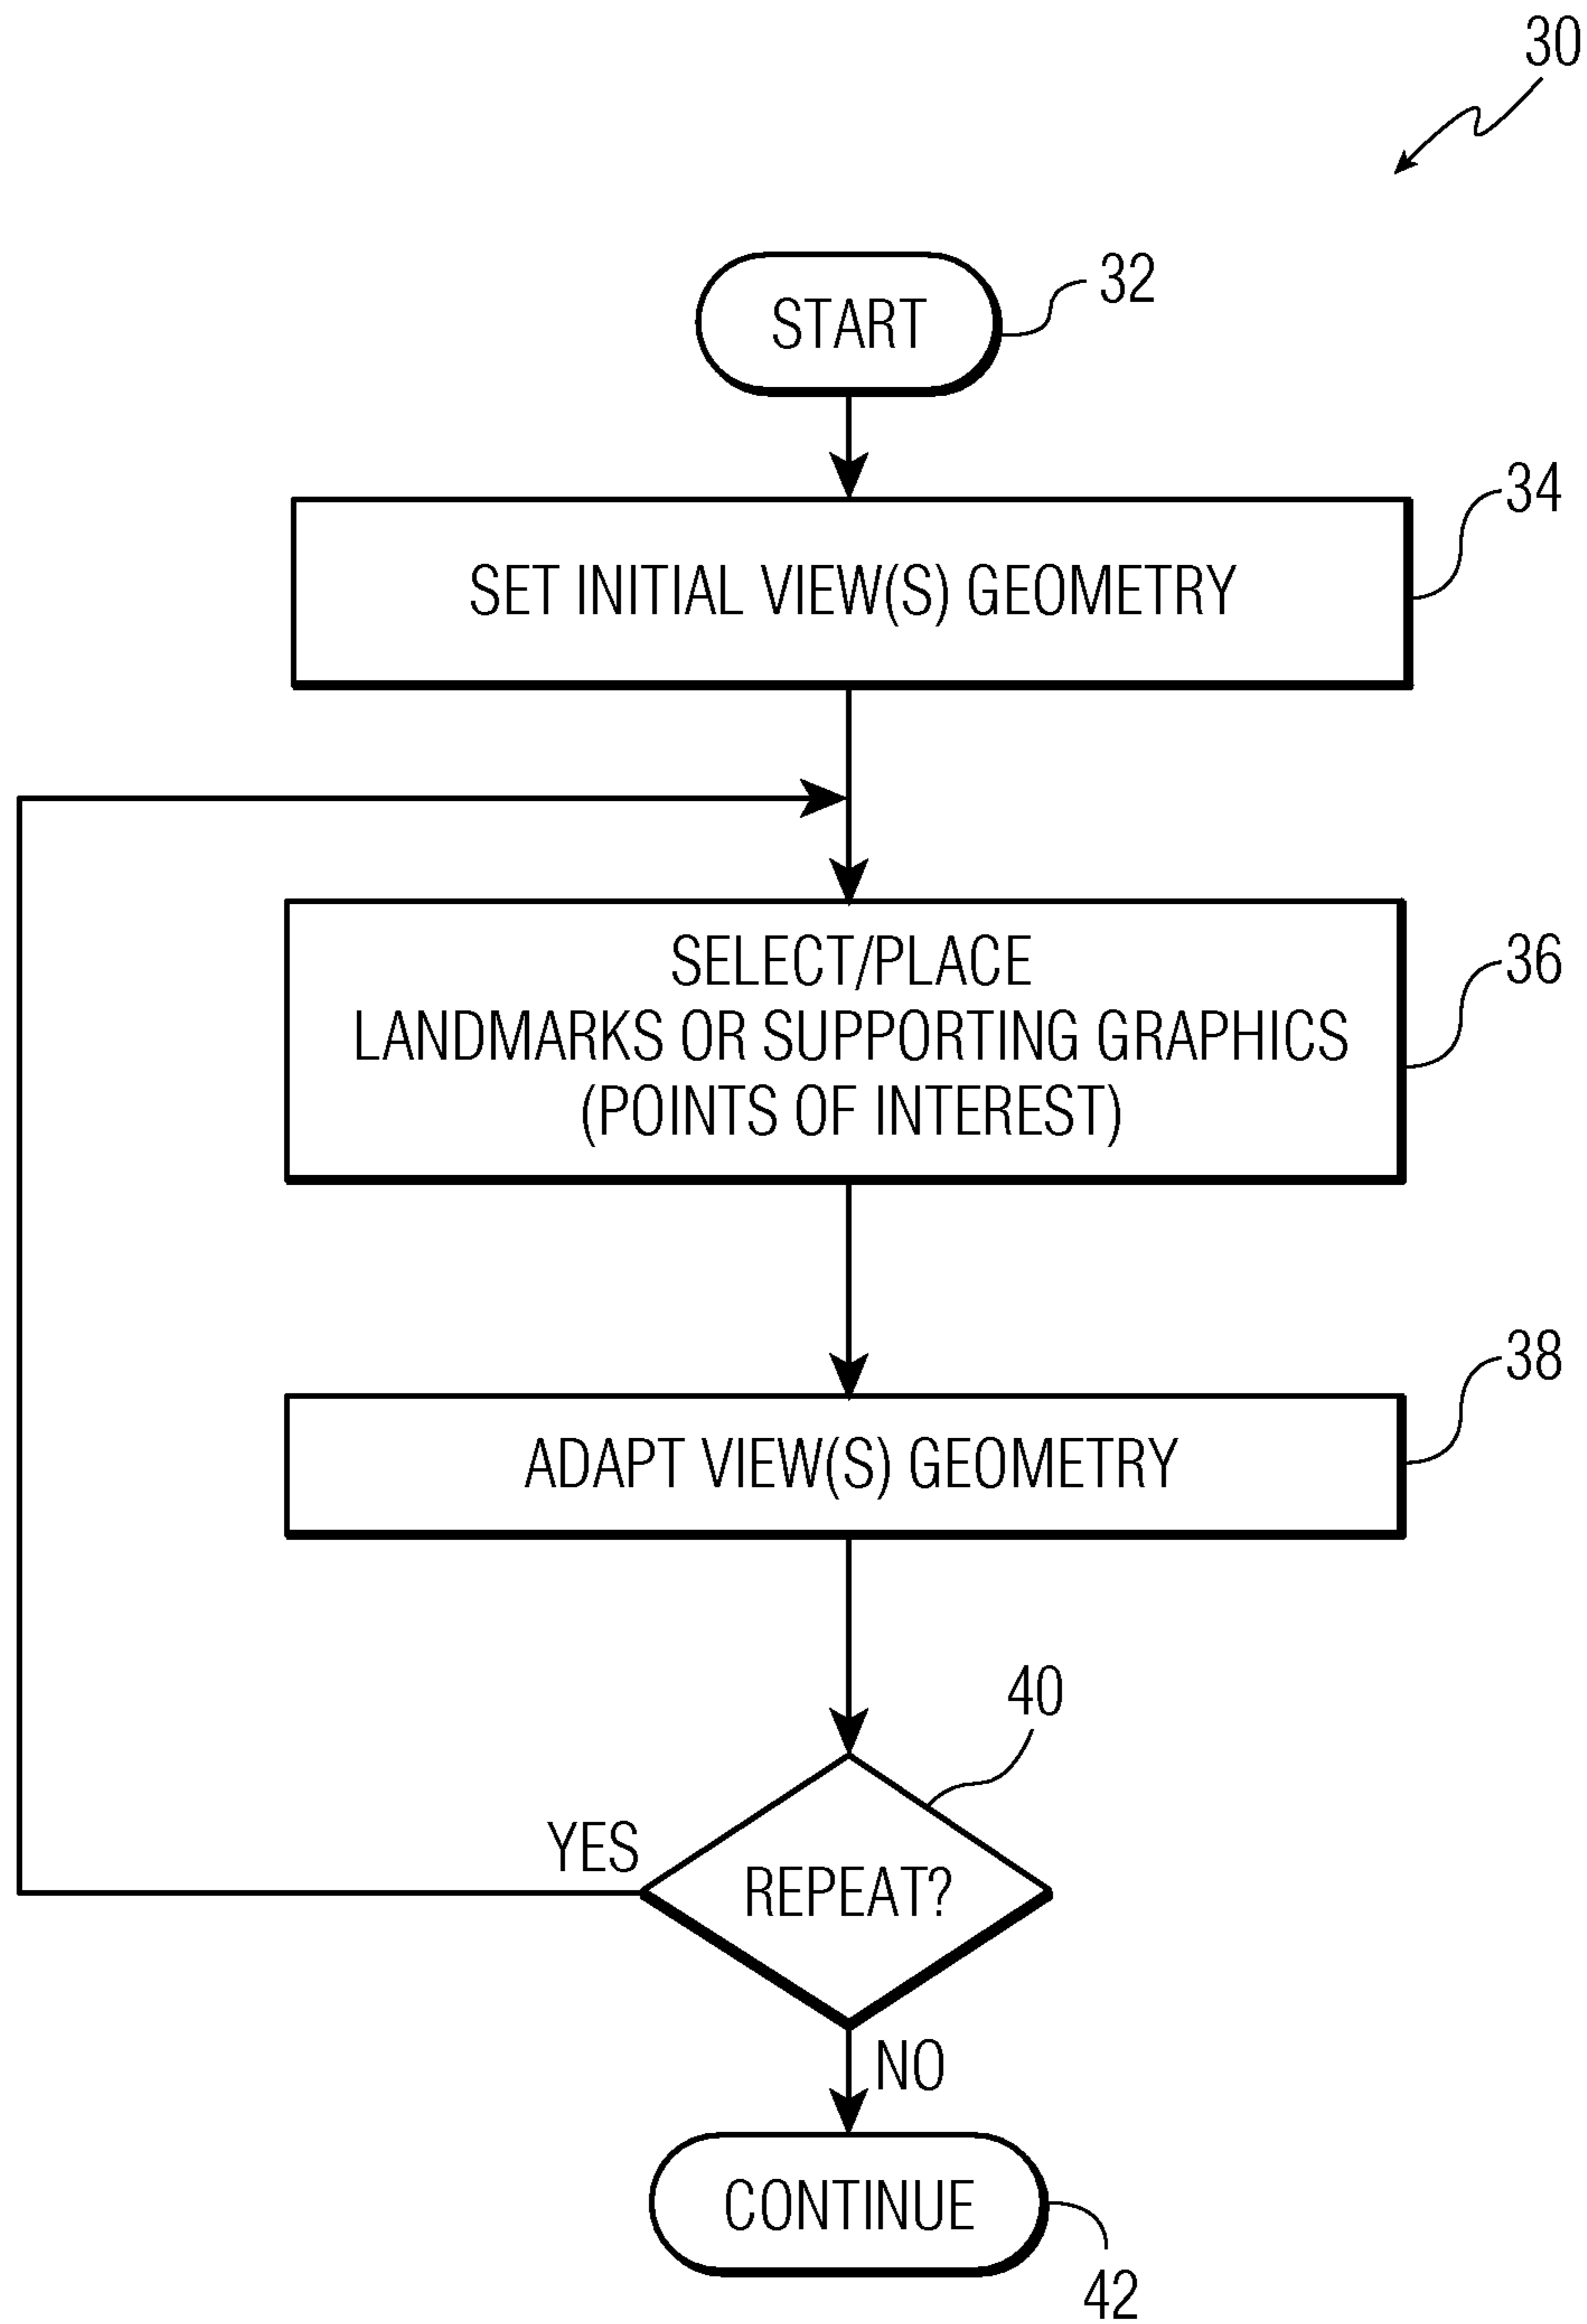 30
START
32
SET INITIAL VIEW(S) GEOMETRY
34
SELECT/PLACE
LANDMARKS OR SUPPORTING GRAPHICS
(POINTS OF INTEREST)
36
ADAPT VIEW(S) GEOMETRY
38
40
YES
REPEAT?
NO
CONTINUE
42